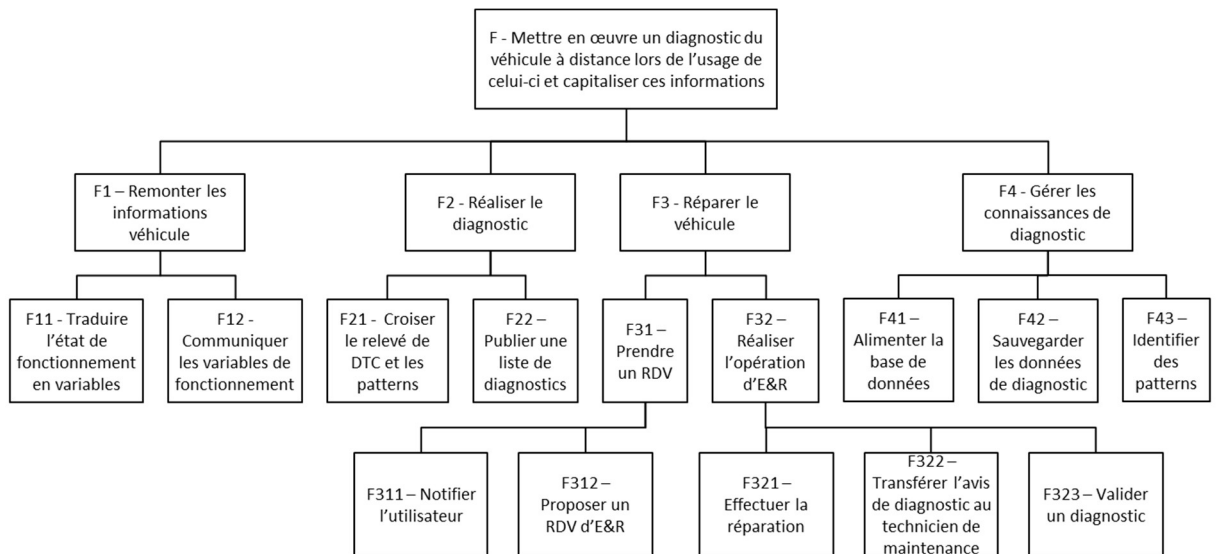 F - Mettre en œuvre un diagnostic du
véhicule à distance lors de l'usage de
celui-ci et capitaliser ces informations
F1 – Remonter les
informations
véhicule
F2 - Réaliser le
diagnostic
F3 - Réparer le
véhicule
F4 - Gérer les
connaissances de
diagnostic
F11 - Traduire
l'état de
fonctionnement
en variables
F12 -
Communiquer
les variables de
fonctionnement
F21 - Croiser
le relevé de
DTC et les
patterns
F22 –
Publier une
liste de
diagnostics
F31 –
Prendre
un RDV
F32 –
Réaliser
l'opération
d'E&R
F41 –
Alimenter la
base de
données
F42 –
Sauvegarder
les données
de diagnostic
F43 –
Identifier
des
patterns
F311 – Notifier
l'utilisateur
F312 –
Proposer un
RDV d'E&R
F321 –
Effectuer la
réparation
F322 –
Transférer l'avis
de diagnostic au
technicien de
maintenance
F323 – Valider
un diagnostic